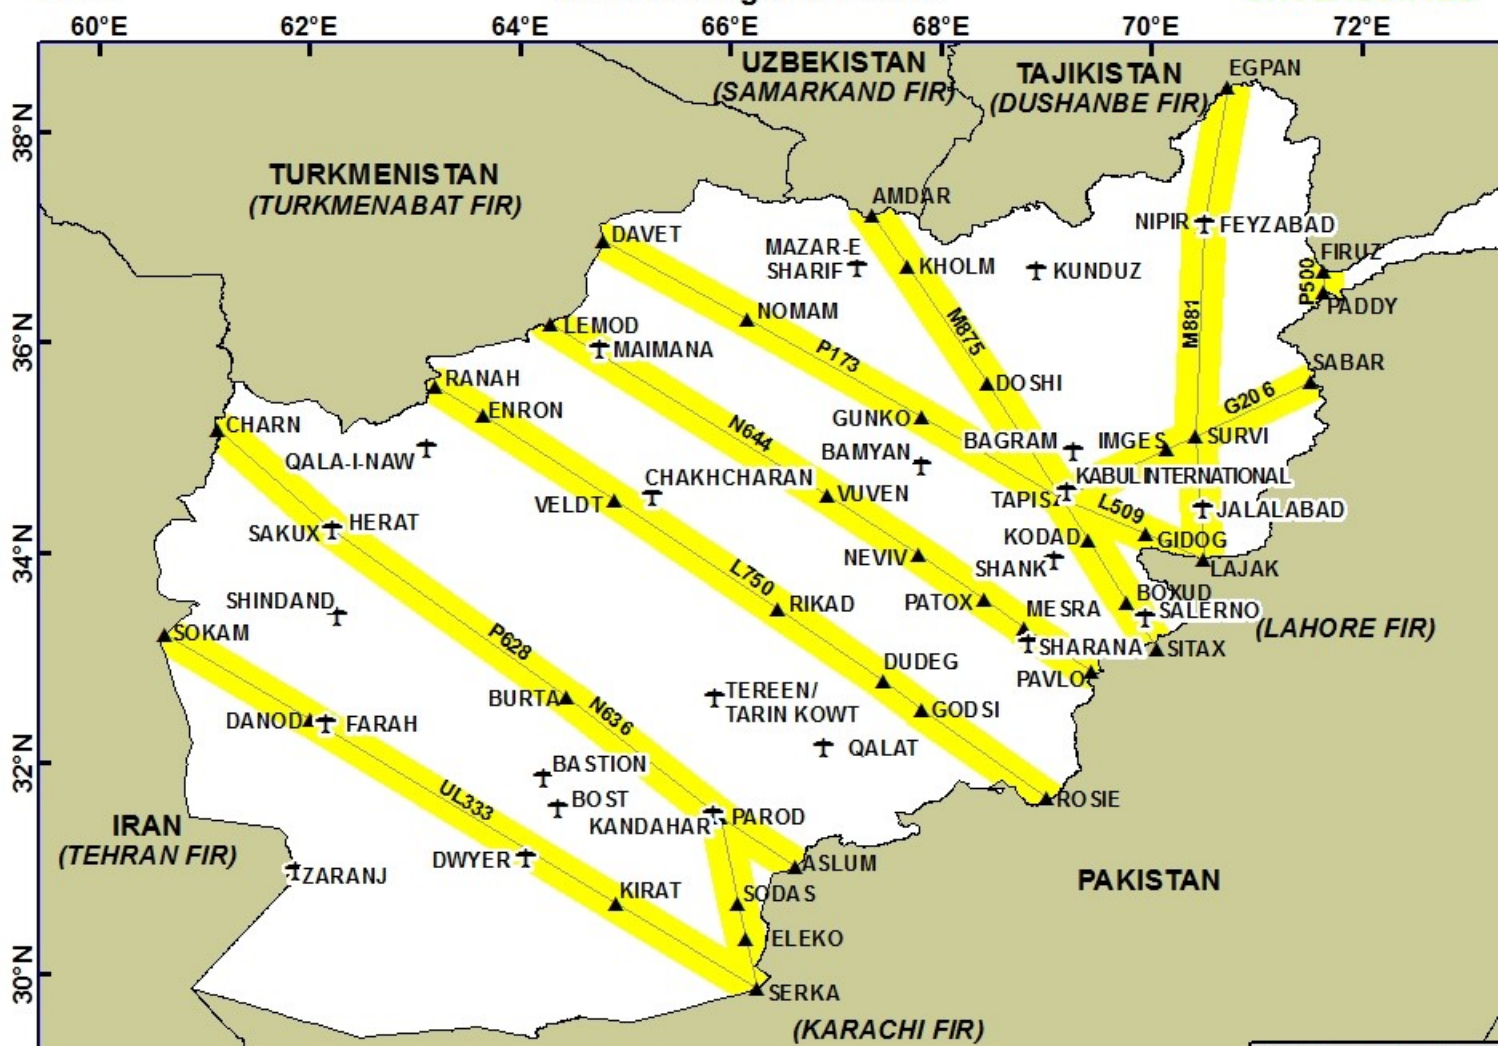 60°E 62°E 64°E 66°E 68°E 70°E 72°E
UZBEKISTAN
(SAMARKAND FIR)
TAJIKISTAN
(DUSHANBE FIR)
EGPAN
38°N
TURKMENISTAN
(TURKMENABAT FIR)
AMDAR
NIPIR
FEYZABAD
DAVET
MAZAR-E
SHARIF
KHOLM
KUNDUZ
FIRUZ
P500
PADDY
NOMAM
M875
M881
LEMOD
MAIMANA
P173
36°N
SABAR
RANAH
DOSHI
G20 6
ENRON
GUNKO
CHARN
N644
BAGRAM
IMGES
SURVI
QALA-I-NAW
BAMYAN
CHAKHCHARAN
KABUL INTERNATIONAL
VELDT
VUVEN
TAPIS
L509
JALALABAD
HERAT
SAKUX
KODAD
GIDOG
34°N
NEVIV
SHANK
LAJAK
L750
SHINDAND
RIKAD
PATOX
MESRA
BOXUD
SALERNO
(LAHORE FIR)
SOKAM
P628
SHARANA
SITAX
DUDEG
PAVLO
BURTA
N636
TEREEN/
TARIN KOWT
GODSI
DANOD
FARAH
QALAT
32°N
BASTION
UL333
BOST
ROSIE
KANDAHAR
PAROD
IRAN
(TEHRAN FIR)
DWYER
ASLUM
ZARANJ
PAKISTAN
KIRAT
SODAS
ELEKO
30°N
SERKA
(KARACHI FIR)